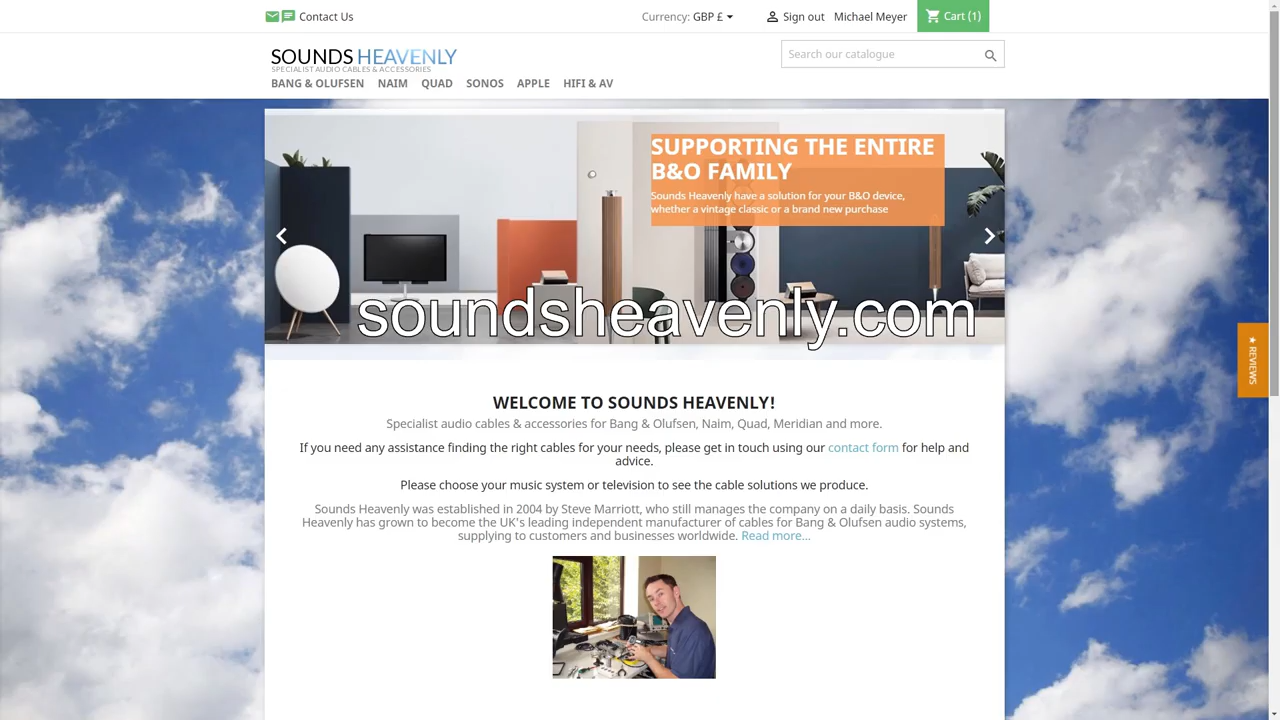 Contact Us
Currency: GBP £
Sign out
Michael Meyer
Cart (1)
SOUNDS HEAVENLY
SPECIALIST AUDIO CABLES & ACCESSORIES
Search our catalogue
BANG & OLUFSEN NAIM QUAD SONOS APPLE HIFI & AV
SUPPORTING THE ENTIRE
B&O FAMILY
Sounds Heavenly have a solution for your B&O device,
whether a vintage classic or a brand new purchase
soundsheavenly.com
★ REVIEWS
WELCOME TO SOUNDS HEAVENLY!
Specialist audio cables & accessories for Bang & Olufsen, Naim, Quad, Meridian and more.
If you need any assistance finding the right cables for your needs, please get in touch using our contact form for help and
advice.
Please choose your music system or television to see the cable solutions we produce.
Sounds Heavenly was established in 2004 by Steve Marriott, who still manages the company on a daily basis. Sounds
Heavenly has grown to become the UK's leading independent manufacturer of cables for Bang & Olufsen audio systems,
supplying to customers and businesses worldwide. Read more...